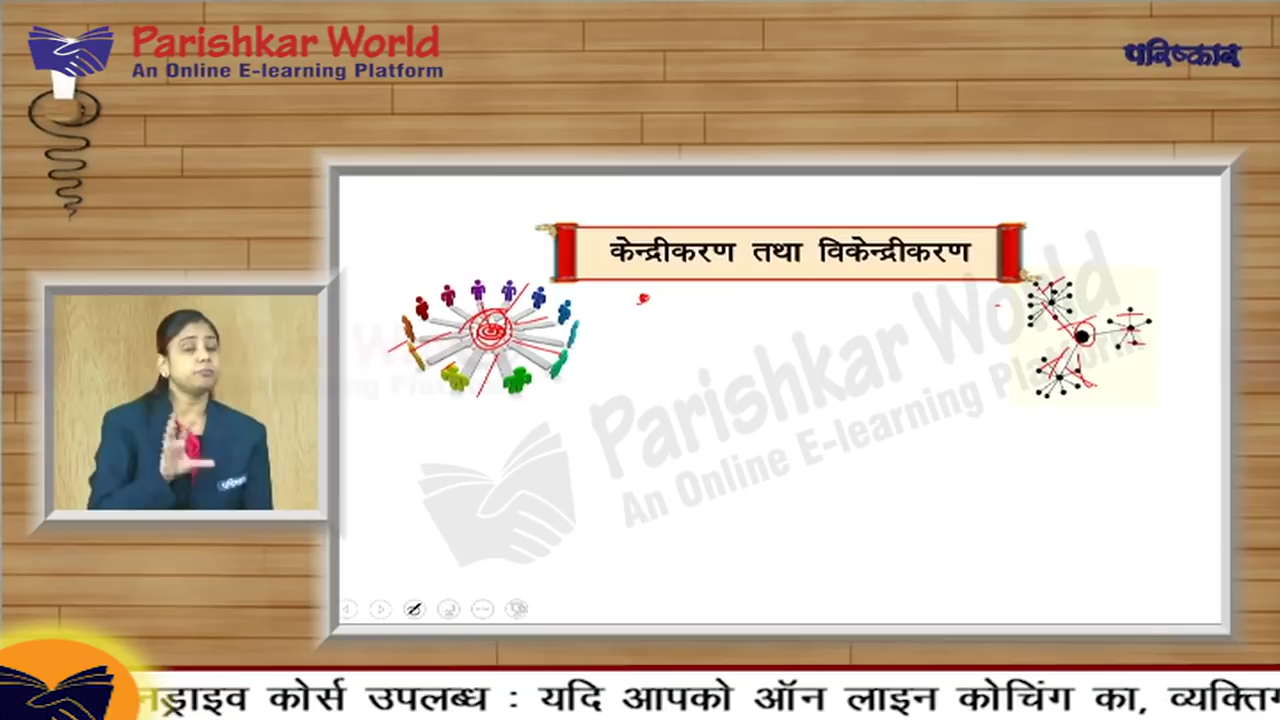 Parishkar World
An Online E-learning Platform
परिष्कार
केन्द्रीकरण तथा विकेन्द्रीकरण
Parishkar World
An Online E-learning Platform
नड्राइव कोर्स उपलब्ध : यदि आपको ऑन लाइन कोचिंग का, व्यक्तिग